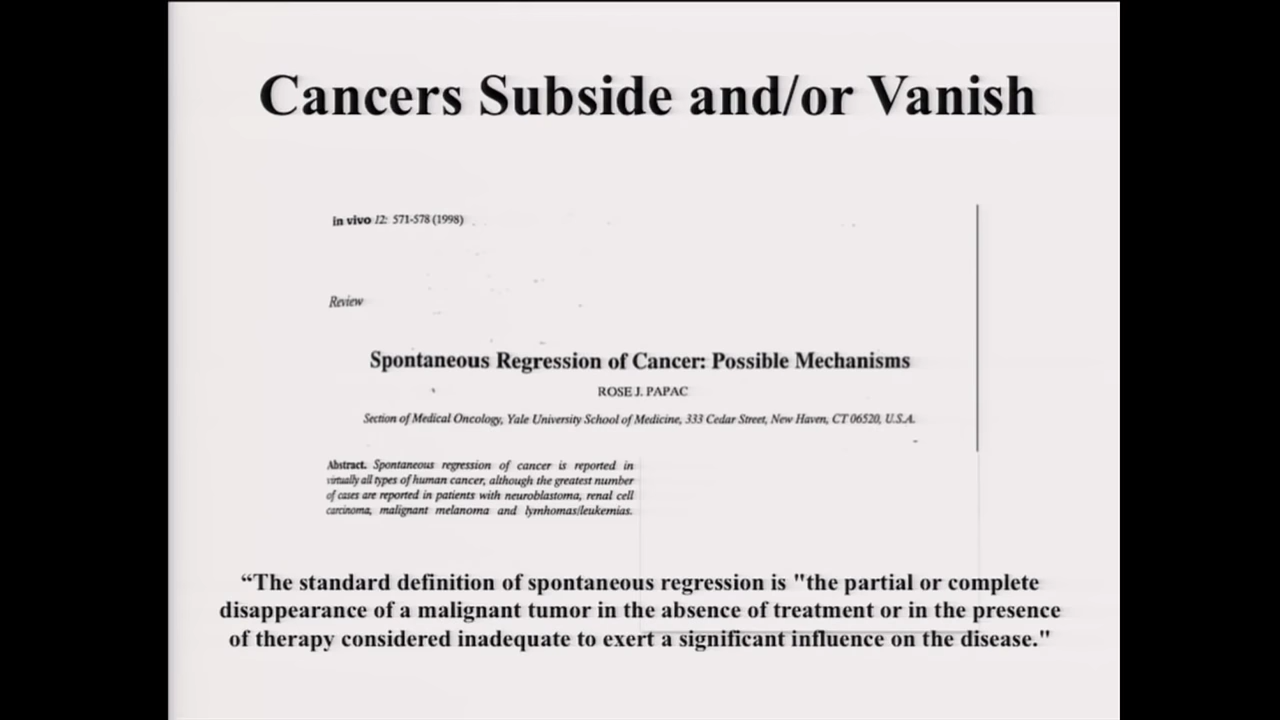 Cancers Subside and/or Vanish
in vivo 12: 571-578 (1998)
Review
Spontaneous Regression of Cancer: Possible Mechanisms
ROSE J. PAPAC
Section of Medical Oncology, Yale University School of Medicine, 333 Cedar Street, New Haven, CT 06520, U.S.A.
Abstract. Spontaneous regression of cancer is reported in
virtually all types of human cancer, although the greatest number
of cases are reported in patients with neuroblastoma, renal cell
carcinoma, malignant melanoma and lymhomas/leukemias.
“The standard definition of spontaneous regression is "the partial or complete
disappearance of a malignant tumor in the absence of treatment or in the presence
of therapy considered inadequate to exert a significant influence on the disease."